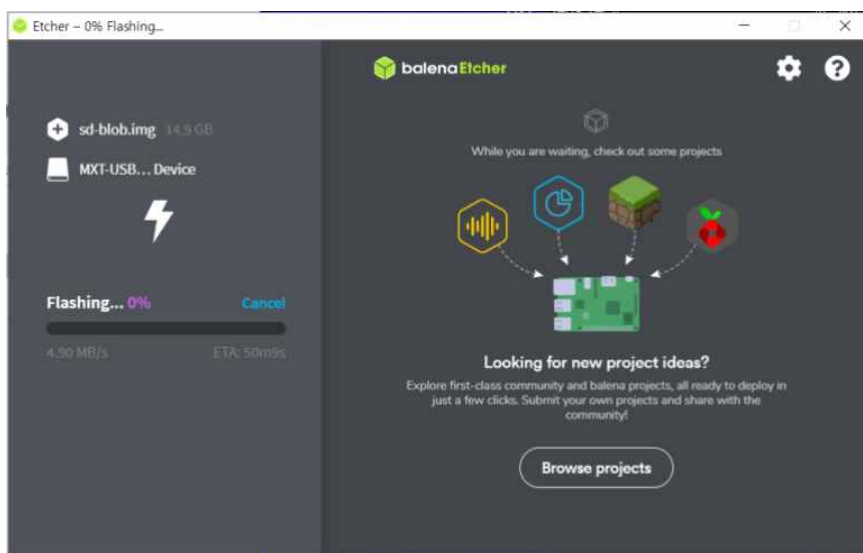 Etcher – 0% Flashing...
balenaEtcher
sd-blob.img 14.9 GB
MXT-USB... Device
While you are waiting, check out some projects
Flashing... 0% Cancel
4.90 MB/s ETA: 50m9s
Looking for new project ideas?
Explore first-class community and balena projects, all ready to deploy in
just a few clicks. Submit your own projects and share with the
community!
Browse projects